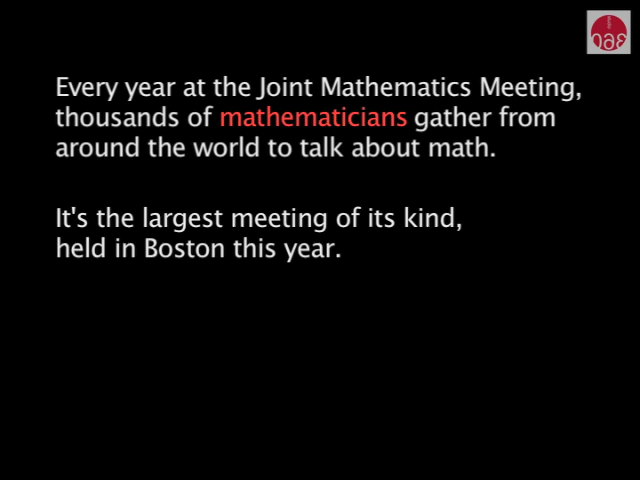 Every year at the Joint Mathematics Meeting,
thousands of mathematicians gather from
around the world to talk about math.
It's the largest meeting of its kind,
held in Boston this year.